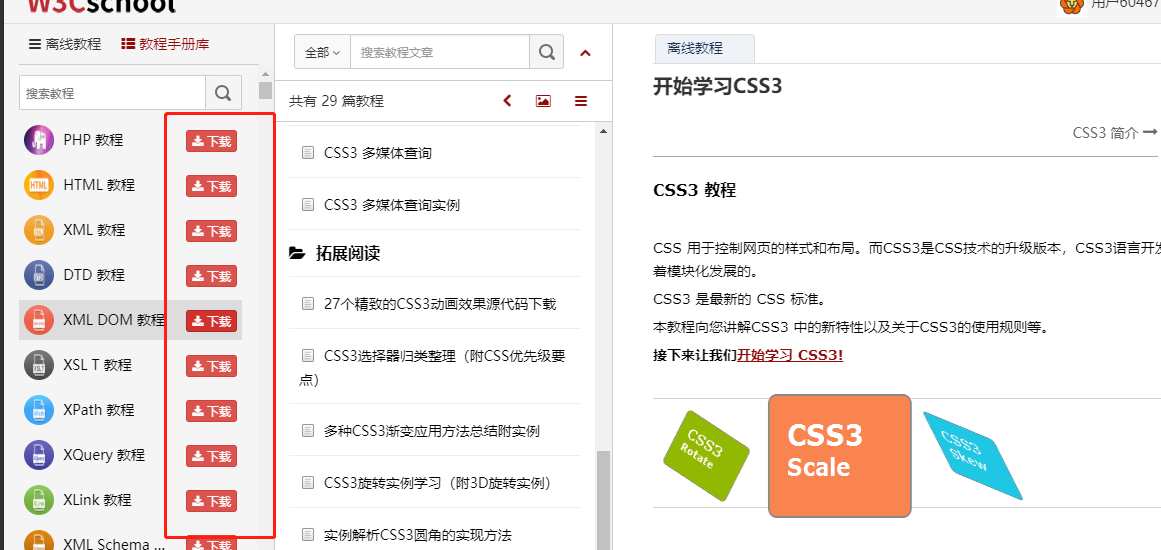 W3Cschool
用户60467
离线教程 教程手册库
搜索教程
PHP 教程 下载
HTML 教程 下载
XML 教程 下载
DTD 教程 下载
XML DOM 教程 下载
XSL T 教程 下载
XPath 教程 下载
XQuery 教程 下载
XLink 教程 下载
XML Schema ... 下载
全部 搜索教程文章
共有 29 篇教程
CSS3 多媒体查询
CSS3 多媒体查询实例
拓展阅读
27个精致的CSS3动画效果源代码下载
CSS3选择器归类整理（附CSS优先级要
点）
多种CSS3渐变应用方法总结附实例
CSS3旋转实例学习（附3D旋转实例）
实例解析CSS3圆角的实现方法
离线教程
开始学习CSS3
CSS3 简介
CSS3 教程
CSS 用于控制网页的样式和布局。而CSS3是CSS技术的升级版本，CSS3语言开发
着模块化发展的。
CSS3 是最新的 CSS 标准。
本教程向您讲解CSS3 中的新特性以及关于CSS3的使用规则等。
接下来让我们开始学习 CSS3!
CSS3
Rotate
CSS3
Scale
CSS3
Skew